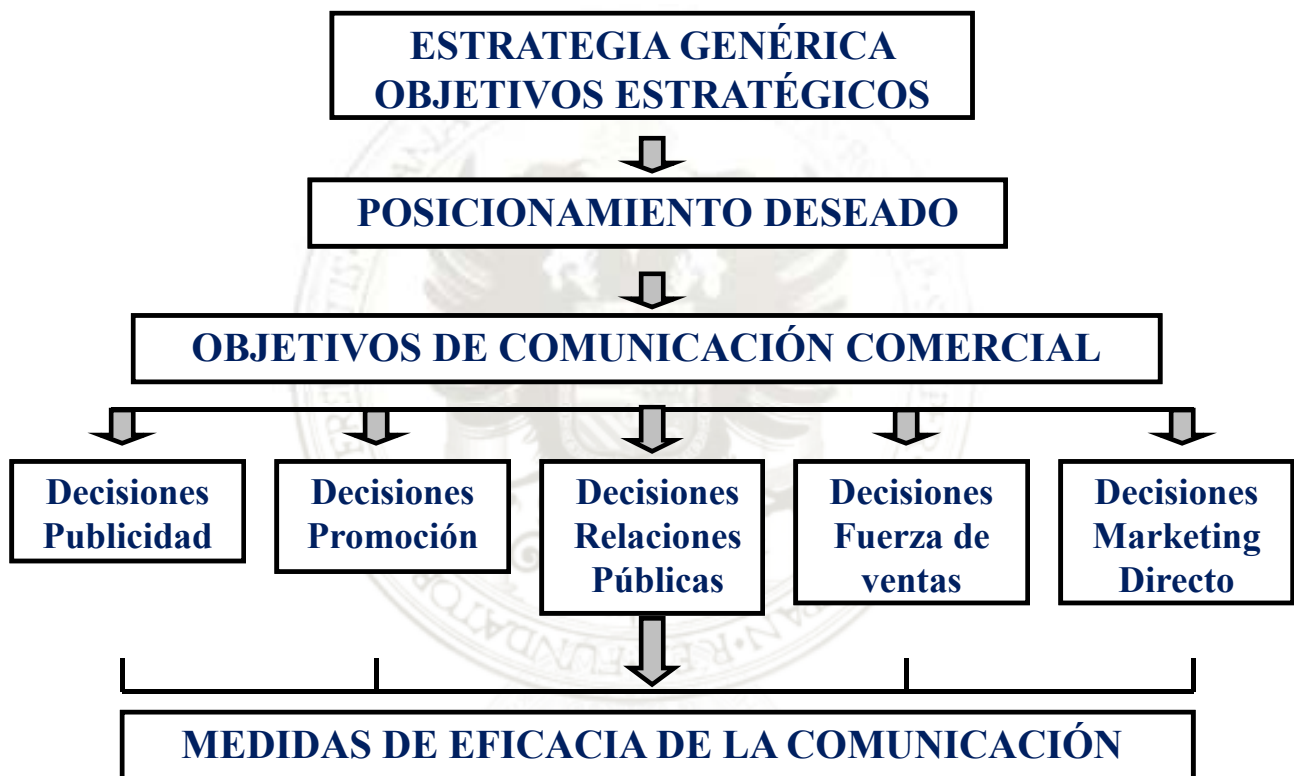 ESTRATEGIA GENÉRICA
OBJETIVOS ESTRATÉGICOS
POSICIONAMIENTO DESEADO
OBJETIVOS DE COMUNICACIÓN COMERCIAL
Decisiones
Publicidad
Decisiones
Promoción
Decisiones
Relaciones
Públicas
Decisiones
Fuerza de
ventas
Decisiones
Marketing
Directo
MEDIDAS DE EFICACIA DE LA COMUNICACIÓN